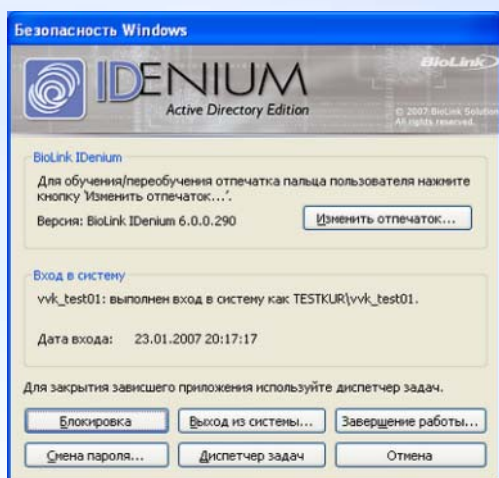 Безопасность Windows
BioLink
IDENIUM
Active Directory Edition
© 2007 BioLink Solutions
All rights reserved.
BioLink IDenium
Для обучения/переобучения отпечатка пальца пользователя нажмите
кнопку 'Изменить отпечаток...'.
Версия: BioLink IDenium 6.0.0.290
Изменить отпечаток...
Вход в систему
vvk_test01: выполнен вход в систему как TESTKUR\vvk_test01.
Дата входа: 23.01.2007 20:17:17
Для закрытия зависшего приложения используйте диспетчер задач.
Блокировка Выход из системы... Завершение работы...
Смена пароля... Диспетчер задач Отмена